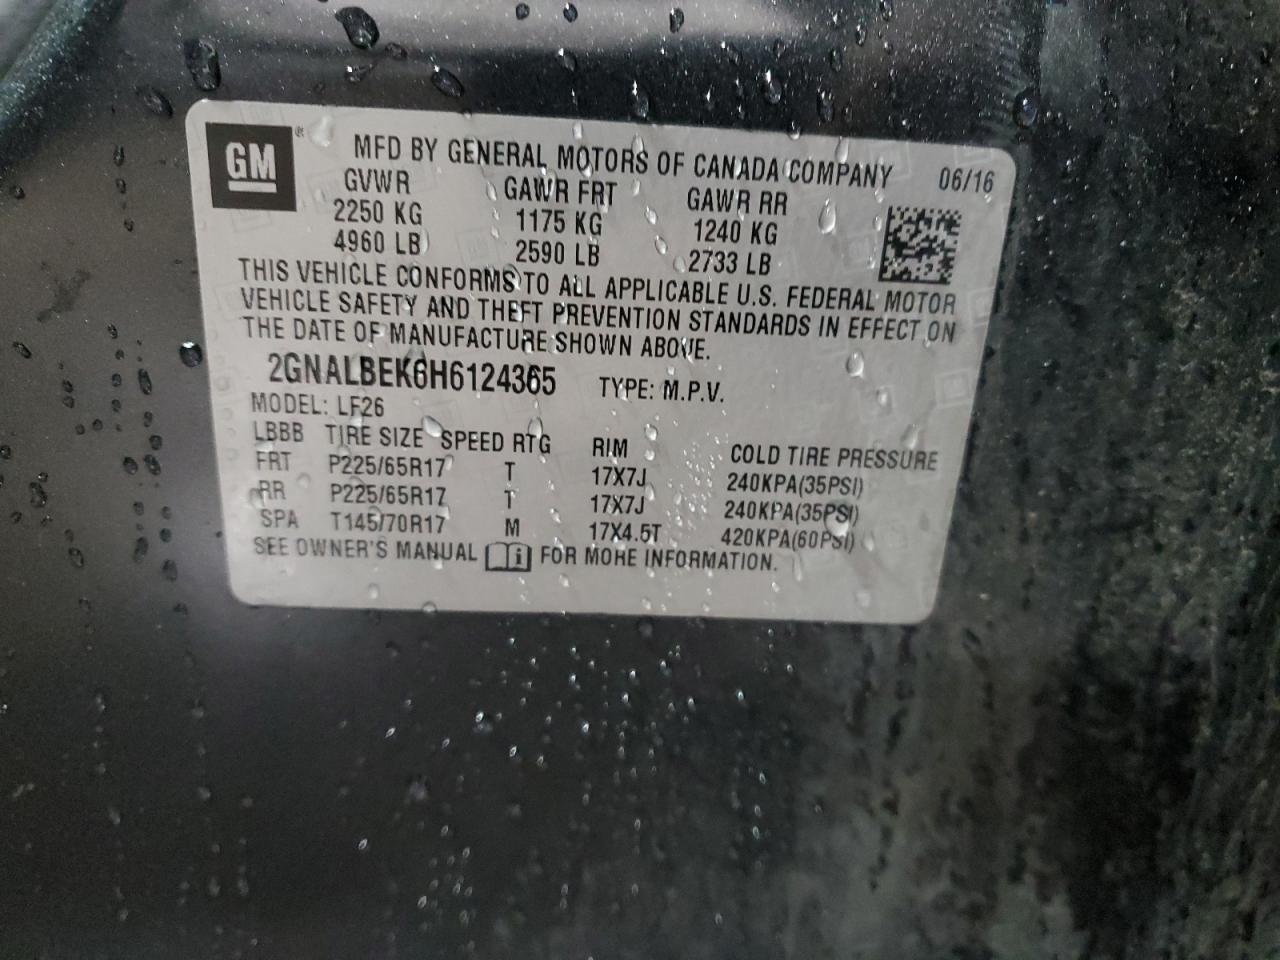 GM
MFD BY GENERAL MOTORS OF CANADA COMPANY 06/16
GVWR GAWR FRT GAWR RR
2250 KG 1175 KG 1240 KG
4960 LB 2590 LB 2733 LB
THIS VEHICLE CONFORMS TO ALL APPLICABLE U.S. FEDERAL MOTOR
VEHICLE SAFETY AND THEFT PREVENTION STANDARDS IN EFFECT ON
THE DATE OF MANUFACTURE SHOWN ABOVE.
2GNALBEK6H6124365 TYPE: M.P.V.
MODEL: LF26
LBBB TIRE SIZE SPEED RTG RIM COLD TIRE PRESSURE
FRT P225/65R17 T 17X7J 240KPA(35PSI)
RR P225/65R17 T 17X7J 240KPA(35PSI)
SPA T145/70R17 M 17X4.5T 420KPA(60PSI)
SEE OWNER'S MANUAL FOR MORE INFORMATION.